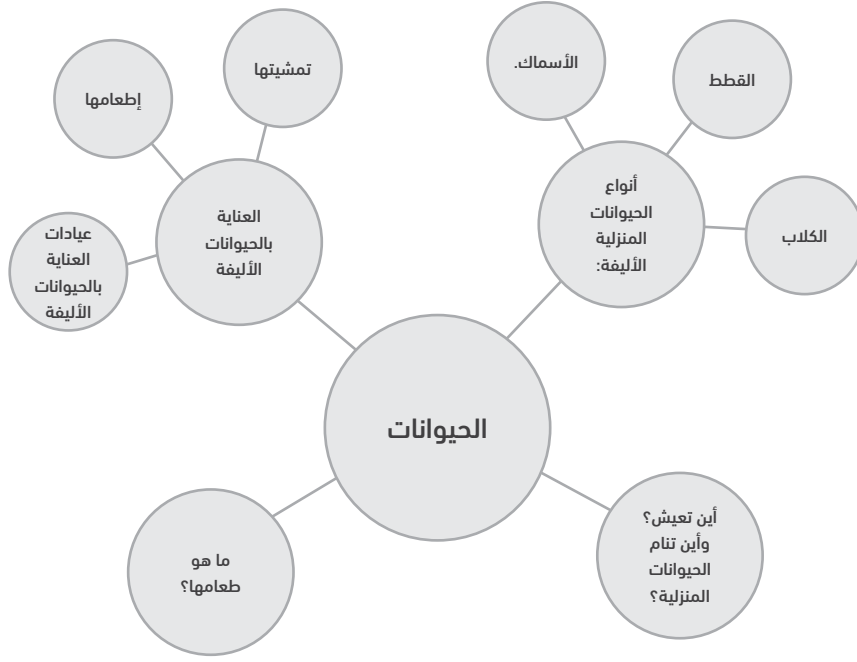 الأسماك.
القطط
الكلاب
أنواع
الحيوانات
المنزلية
الأليفة:
تمشيتها
إطعامها
العناية
بالحيوانات
الأليفة
عيادات
العناية
بالحيوانات
الأليفة
الحيوانات
أين تعيش؟
وأين تنام
الحيوانات
المنزلية؟
ما هو
طعامها؟